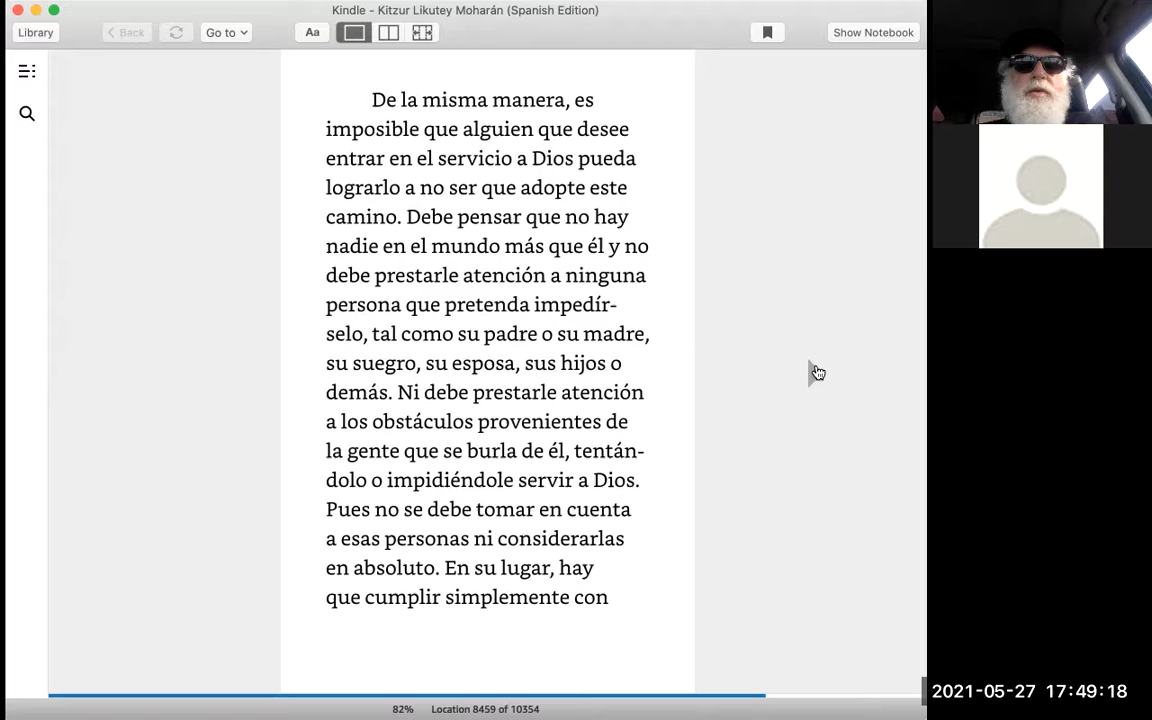 Kindle - Kitzur Likutey Moharán (Spanish Edition)
Library
Back
Go to
Aa
Show Notebook
De la misma manera, es
imposible que alguien que desee
entrar en el servicio a Dios pueda
lograrlo a no ser que adopte este
camino. Debe pensar que no hay
nadie en el mundo más que él y no
debe prestarle atención a ninguna
persona que pretenda impedír-
selo, tal como su padre o su madre,
su suegro, su esposa, sus hijos o
demás. Ni debe prestarle atención
a los obstáculos provenientes de
la gente que se burla de él, tentán-
dolo o impidiéndole servir a Dios.
Pues no se debe tomar en cuenta
a esas personas ni considerarlas
en absoluto. En su lugar, hay
que cumplir simplemente con
82% Location 8459 of 10354
2021-05-27 17:49:18